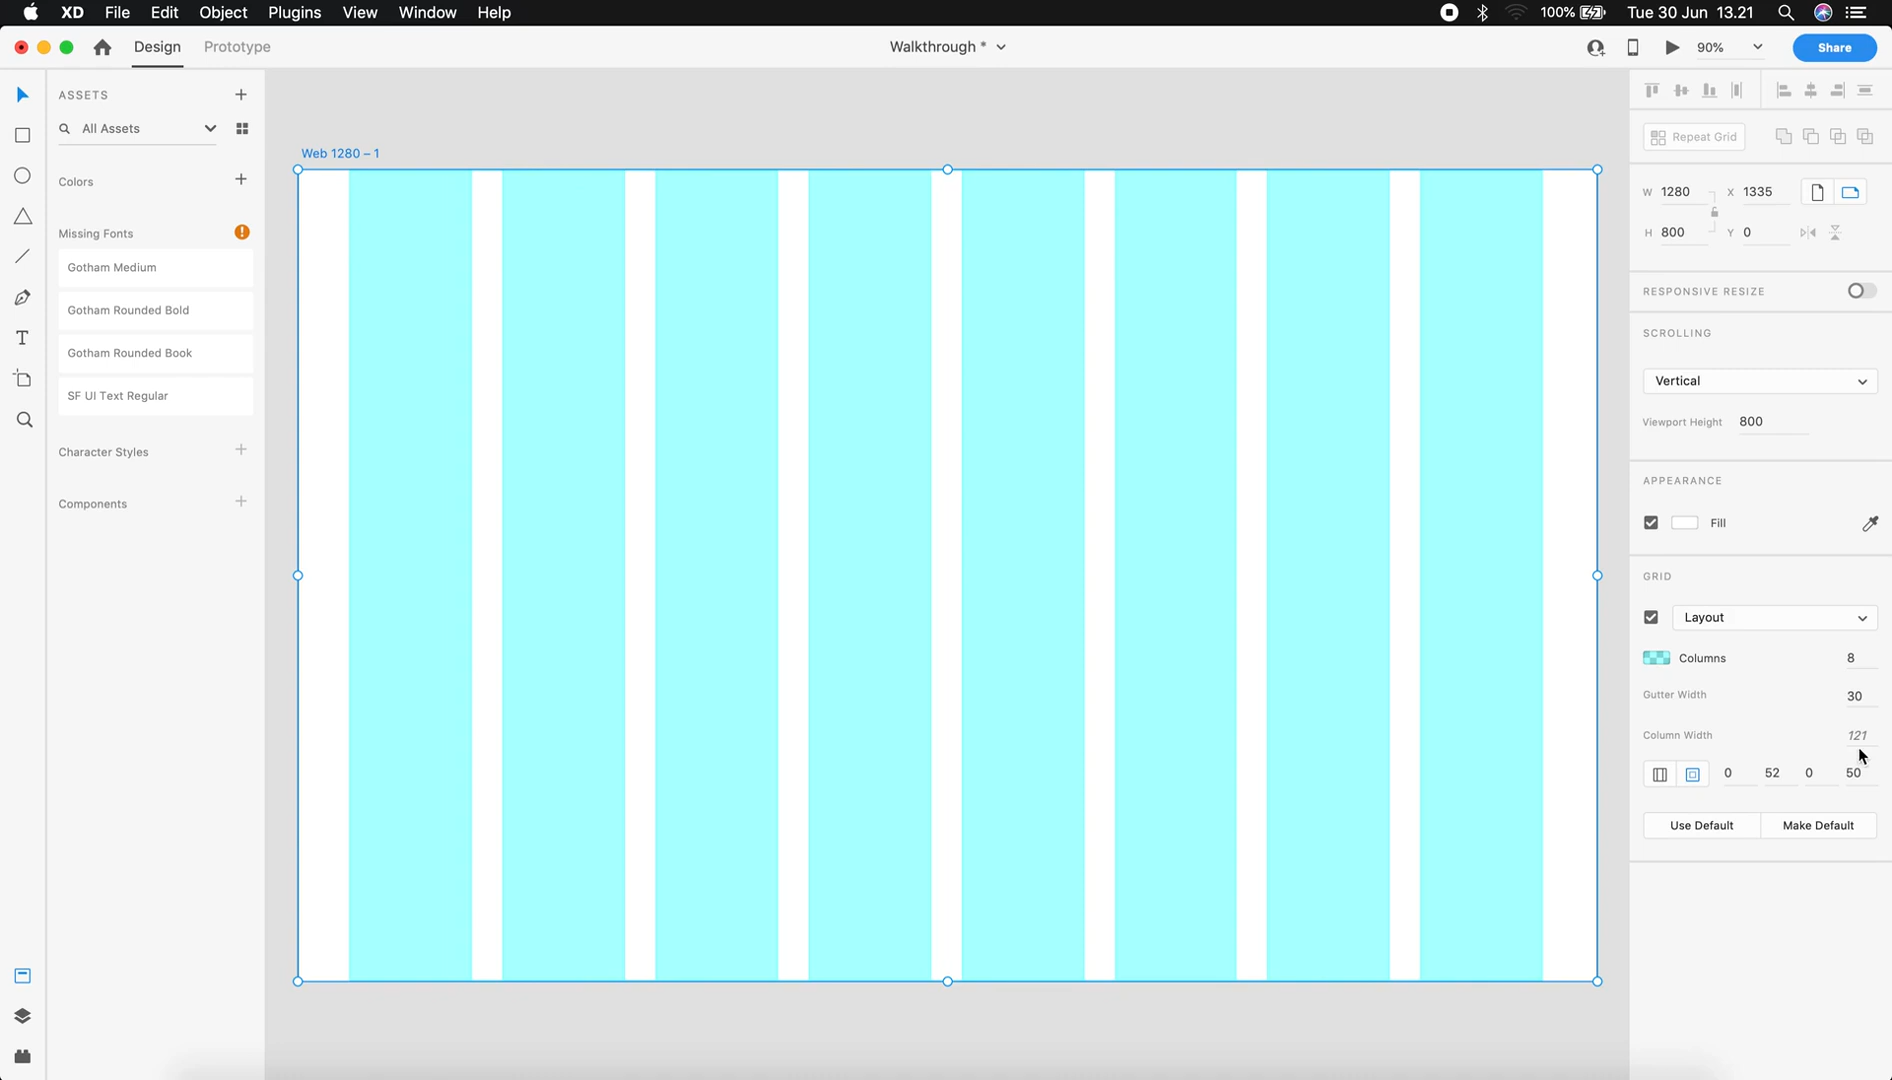 XD File Edit Object Plugins View Window Help 100% Tue 30 Jun 13.21
Design Prototype Walkthrough * 90% Share
ASSETS
All Assets
Colors
Missing Fonts
Gotham Medium
Gotham Rounded Bold
Gotham Rounded Book
SF UI Text Regular
Character Styles
Components
Web 1280 – 1
Repeat Grid
W 1280 X 1335
H 800 Y 0
RESPONSIVE RESIZE
SCROLLING
Vertical
Viewport Height 800
APPEARANCE
Fill
GRID
Layout
Columns 8
Gutter Width 30
Column Width 121
0 52 0 50
Use Default Make Default